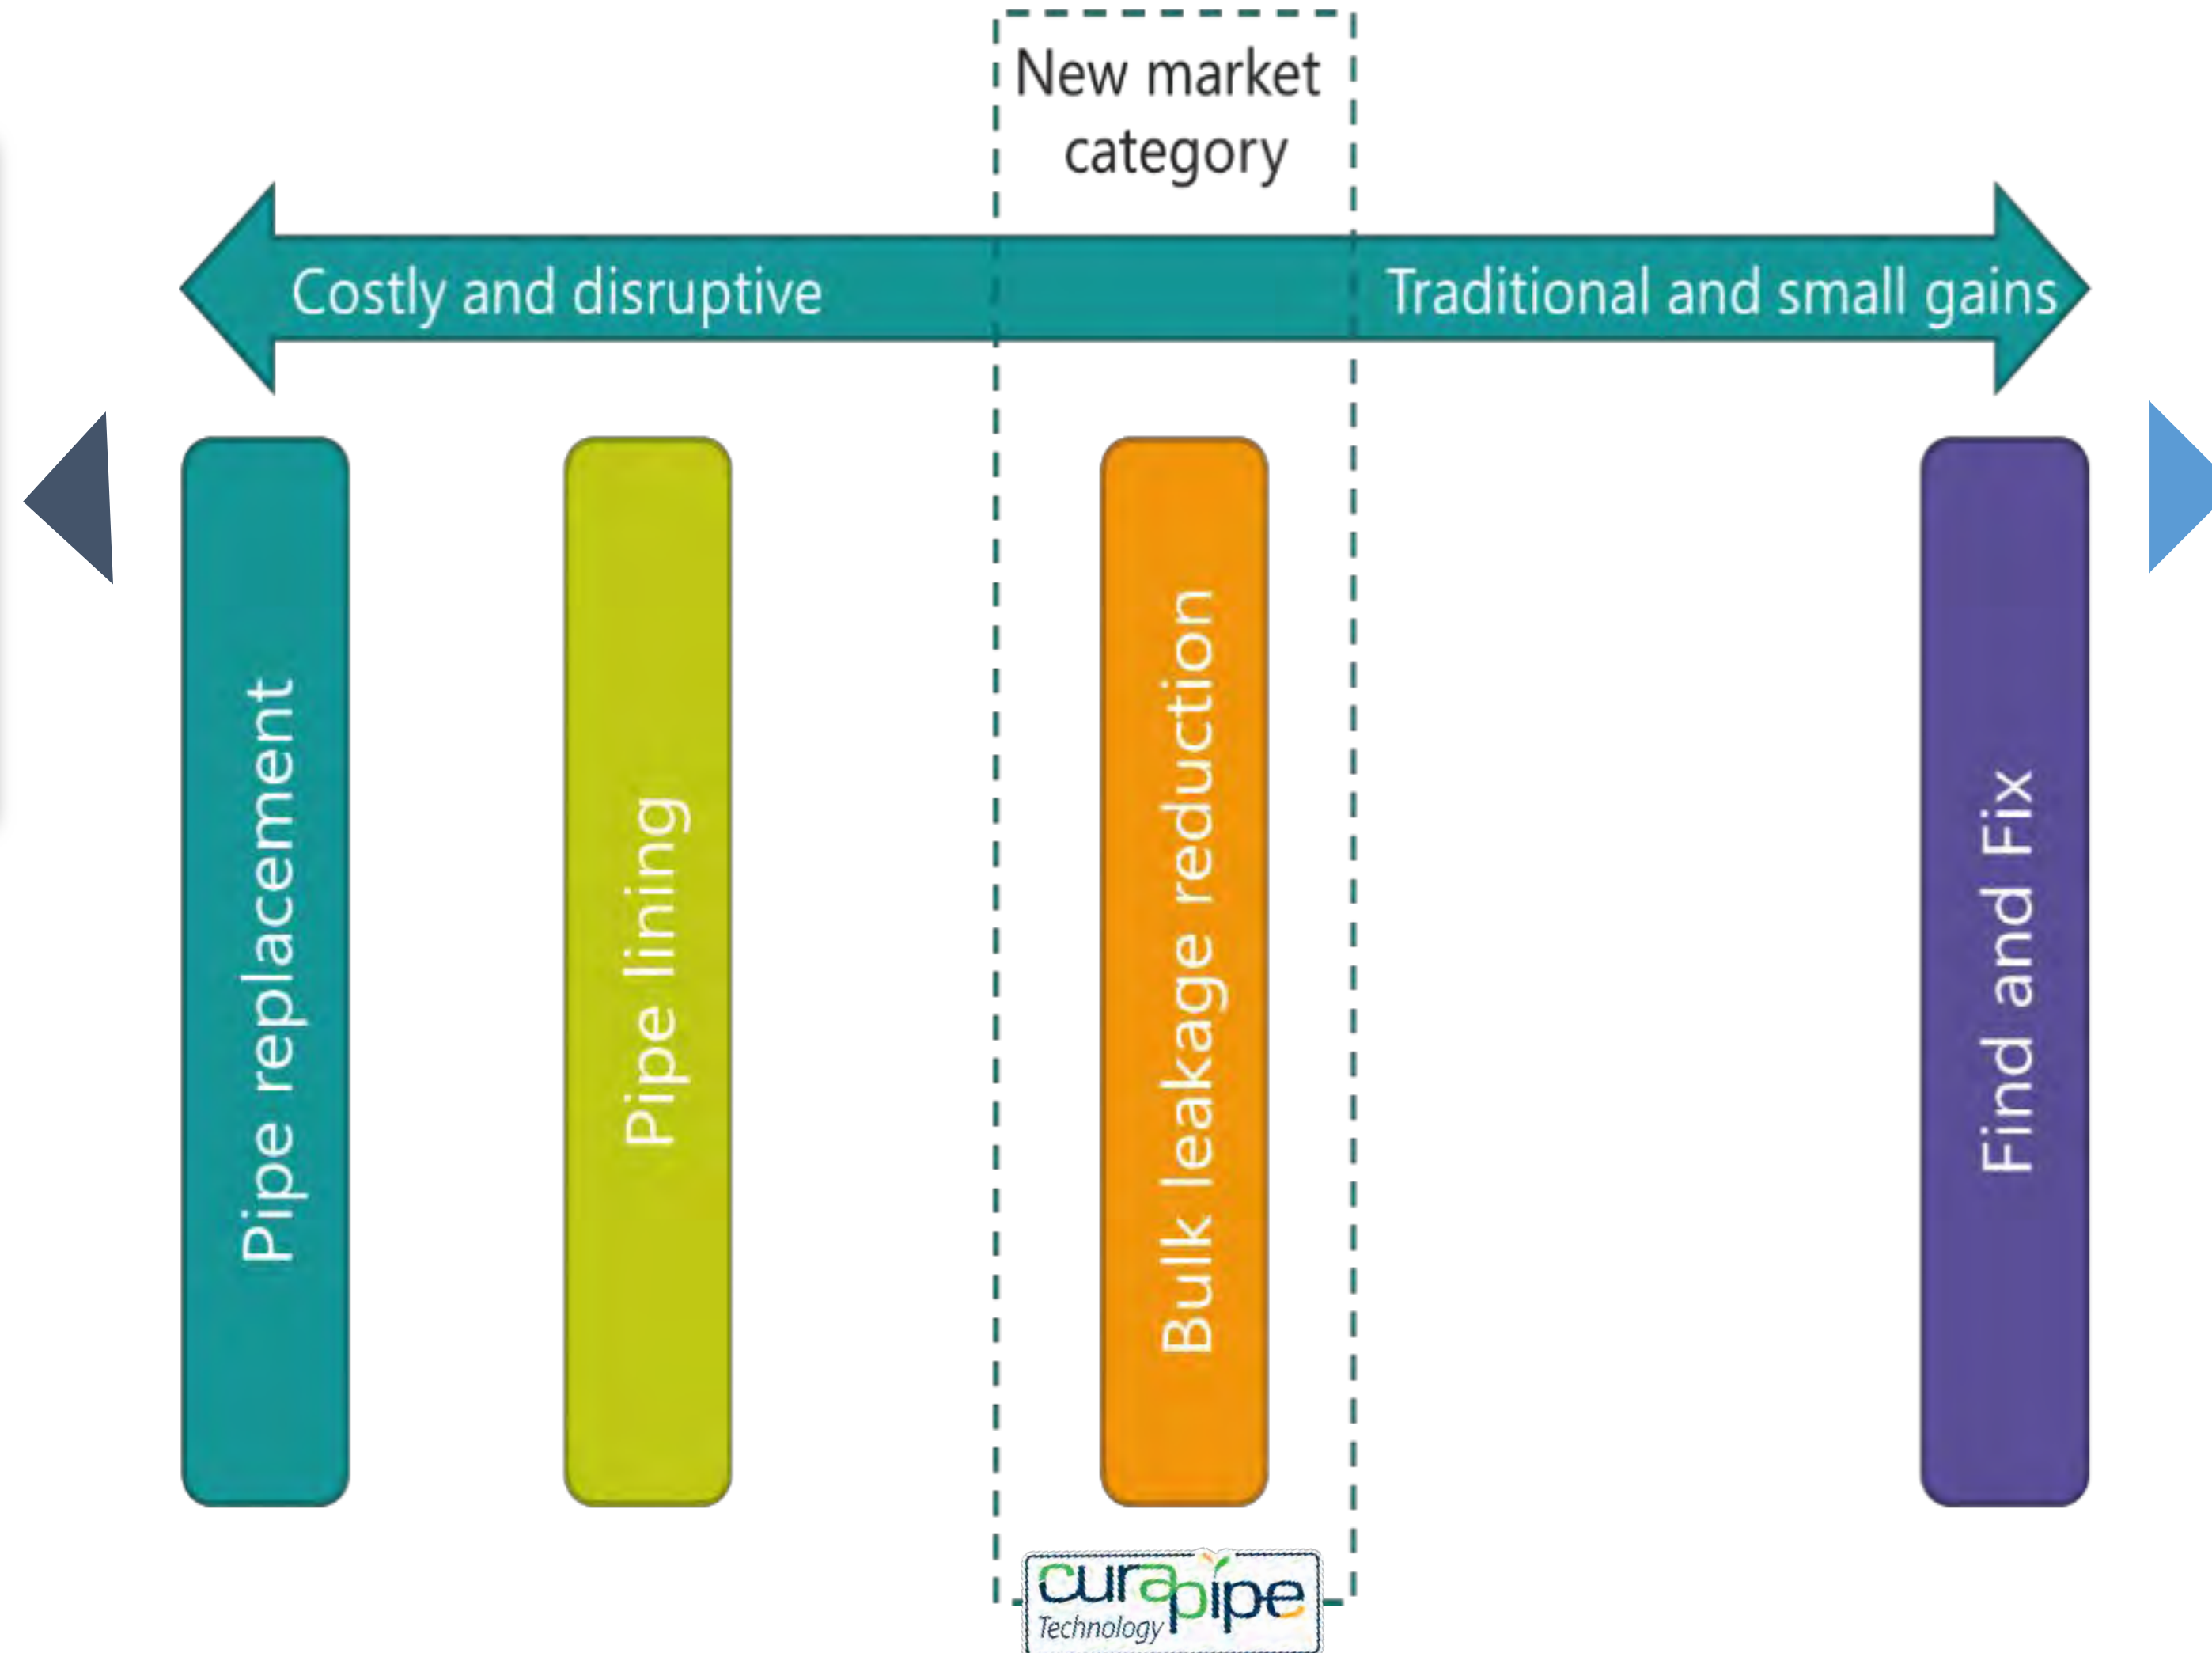 New market
category
Costly and disruptive
Traditional and small gains
Pipe replacement
Pipe lining
Bulk leakage reduction
Find and Fix
curapipe
Technology